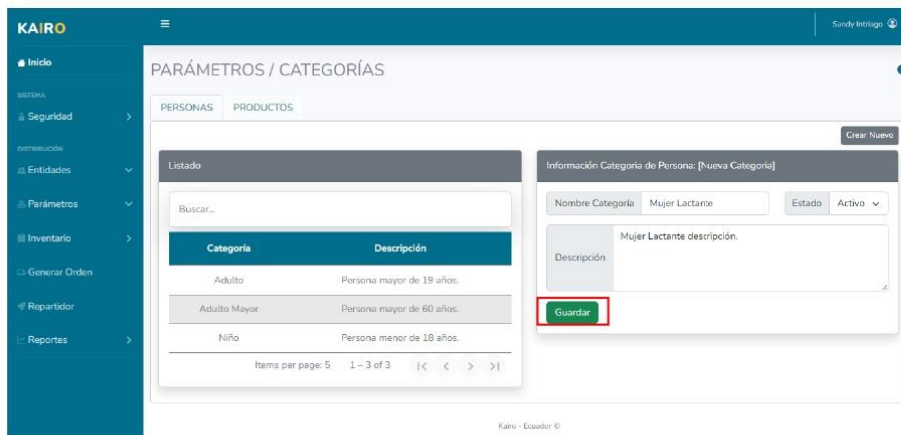 KAIRO
Sandy Intriago
Inicio
PARÁMETROS / CATEGORÍAS
SISTEMA
Seguridad
PERSONAS PRODUCTOS
DISTRIBUCIÓN
Crear Nuevo
Entidades
Listado
Información Categoria de Persona: [Nueva Categoria]
Parámetros
Buscar...
Nombre Categoría Mujer Lactante Estado Activo
Inventario
Categoría Descripción
Descripción Mujer Lactante descripción.
Generar Orden
Adulto Persona mayor de 19 años.
Repartidor
Adulto Mayor Persona mayor de 60 años.
Guardar
Reportes
Niño Persona menor de 18 años.
Items per page: 5 1 – 3 of 3
Kairo - Ecuador ©